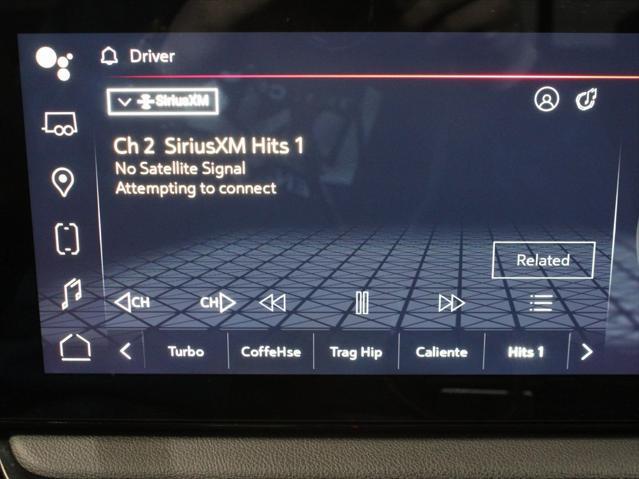 Driver
SiriusXM
Ch 2 SiriusXM Hits 1
No Satellite Signal
Attempting to connect
Related
CH CH
Turbo CoffeHse Trag Hip Caliente Hits 1